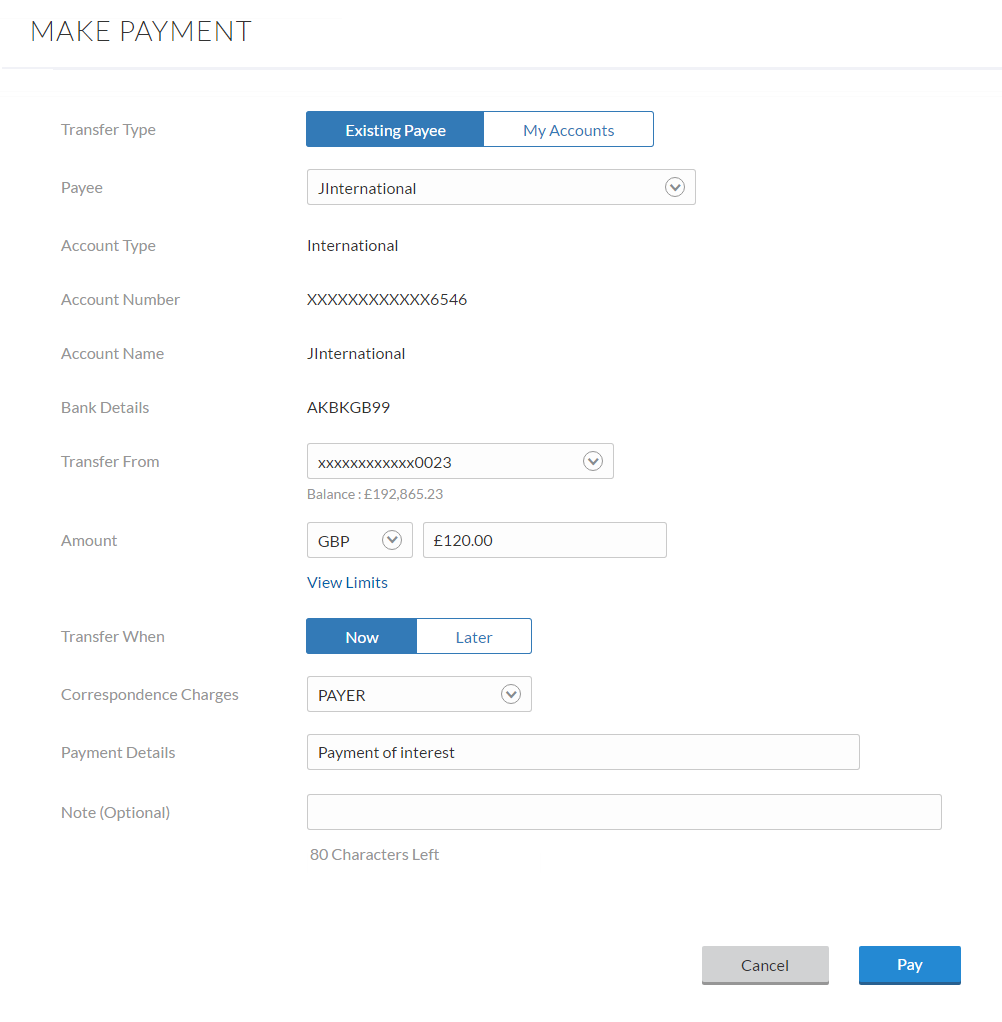 MAKE PAYMENT
Transfer Type Existing Payee My Accounts
Payee JInternational
Account Type International
Account Number XXXXXXXXXXXX6546
Account Name JInternational
Bank Details AKBKGB99
Transfer From xxxxxxxxxxxx0023
Balance : £192,865.23
Amount GBP £120.00
View Limits
Transfer When Now Later
Correspondence Charges PAYER
Payment Details Payment of interest
Note (Optional)
80 Characters Left
Cancel Pay